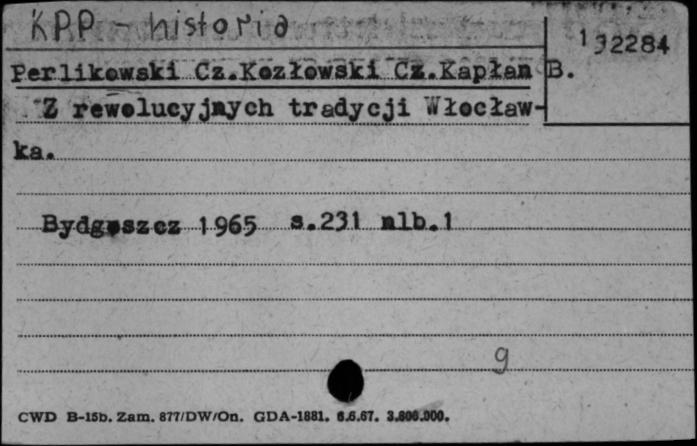 KPP - historia
132284
Perlikowski Cz.Kozłowski Cz.Kapłan B.
Z rewolucyjnych tradycji Włocław-
ka.
Bydgoszcz 1965 s.231 nlb.1
9
CWD B-15b. Zam. 877/DW/On. GDA-1881. 6.6.67. 3.800.000.